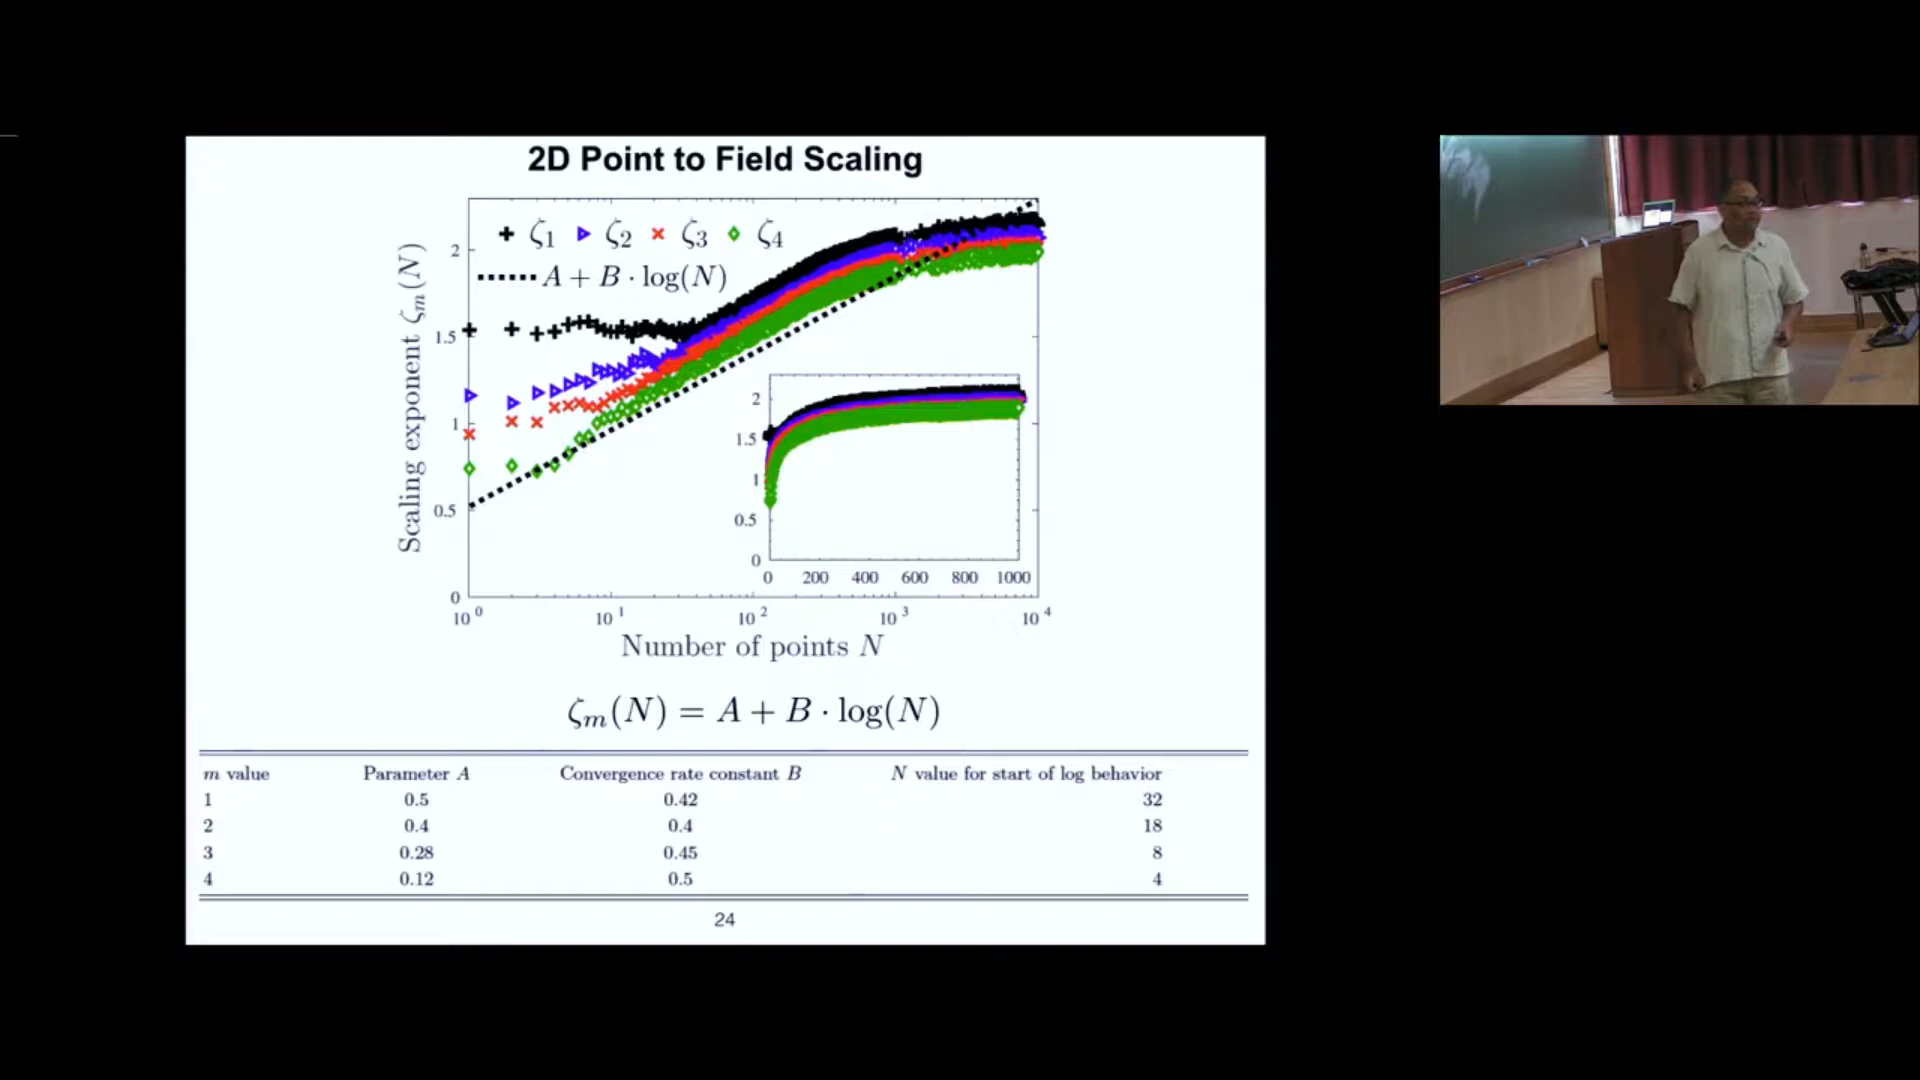 2D Point to Field Scaling
+ ζ₁ ▷ ζ₂ × ζ₃ ◇ ζ₄
A + B · log(N)
Scaling exponent ζₘ(N)
2
1.5
1
0.5
0
10⁰ 10¹ 10² 10³ 10⁴
Number of points N
2
1.5
1
0.5
0
0 200 400 600 800 1000
ζₘ(N) = A + B · log(N)
m value Parameter A Convergence rate constant B N value for start of log behavior
1 0.5 0.42 32
2 0.4 0.4 18
3 0.28 0.45 8
4 0.12 0.5 4
24